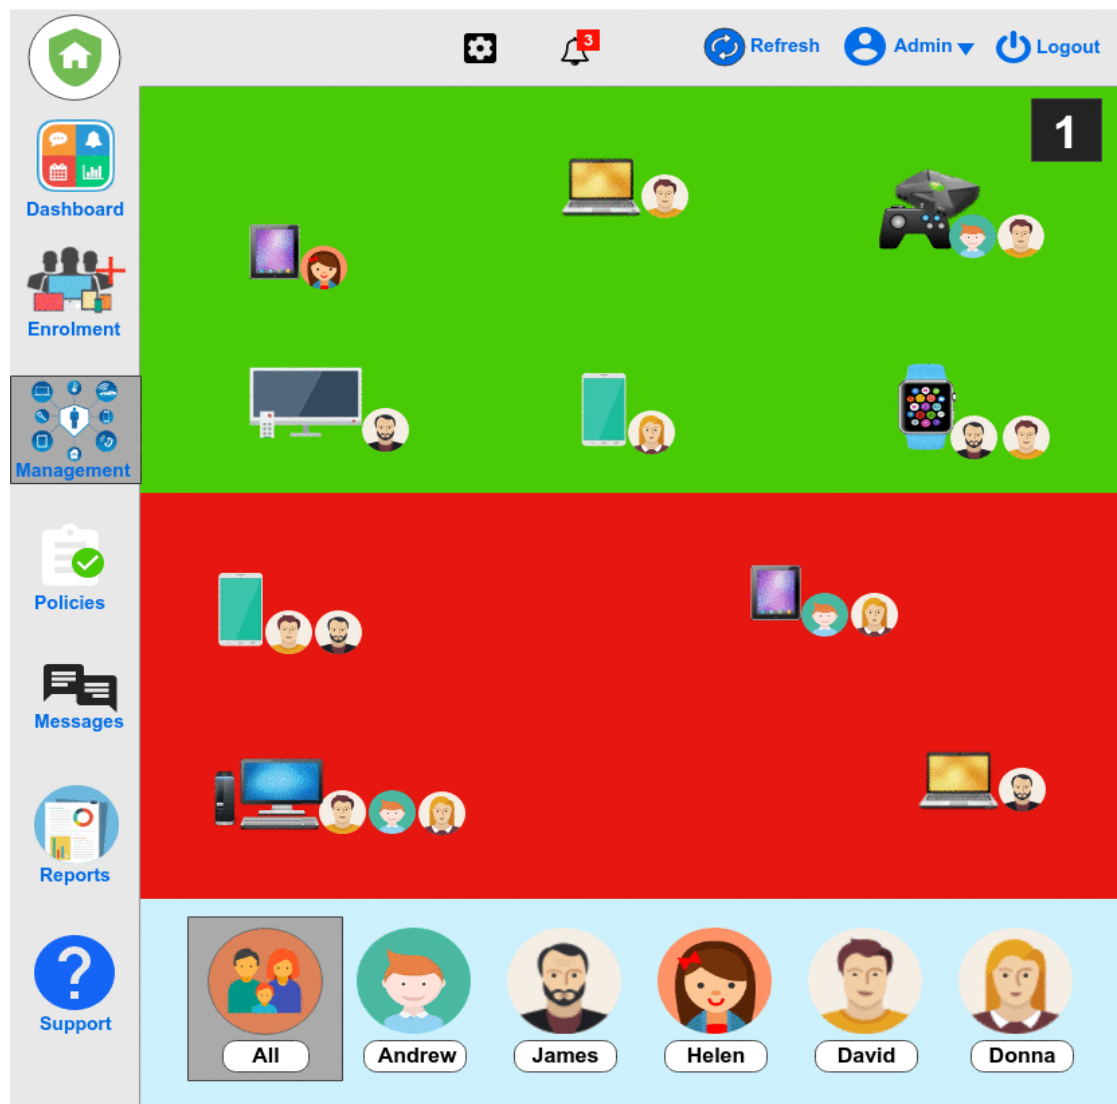 3
Refresh
Admin
Logout
1
Dashboard
Enrolment
Management
Policies
Messages
Reports
Support
All
Andrew
James
Helen
David
Donna